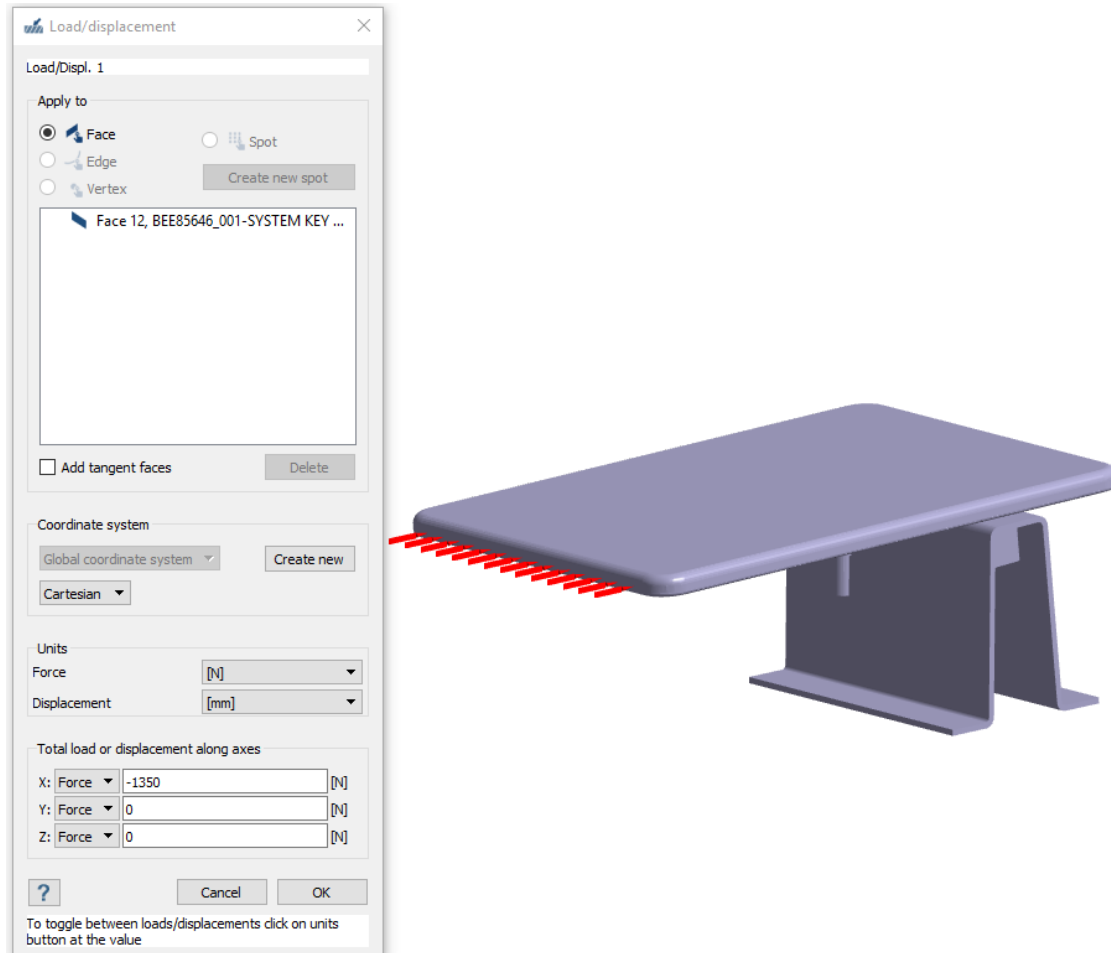 Load/displacement
Load/Displ. 1
Apply to
Face
Spot
Edge
Create new spot
Vertex
Face 12, BEE85646_001-SYSTEM KEY ...
Add tangent faces
Delete
Coordinate system
Global coordinate system
Create new
Cartesian
Units
Force
[N]
Displacement
[mm]
Total load or displacement along axes
X: Force -1350 [N]
Y: Force 0 [N]
Z: Force 0 [N]
?
Cancel
OK
To toggle between loads/displacements click on units
button at the value